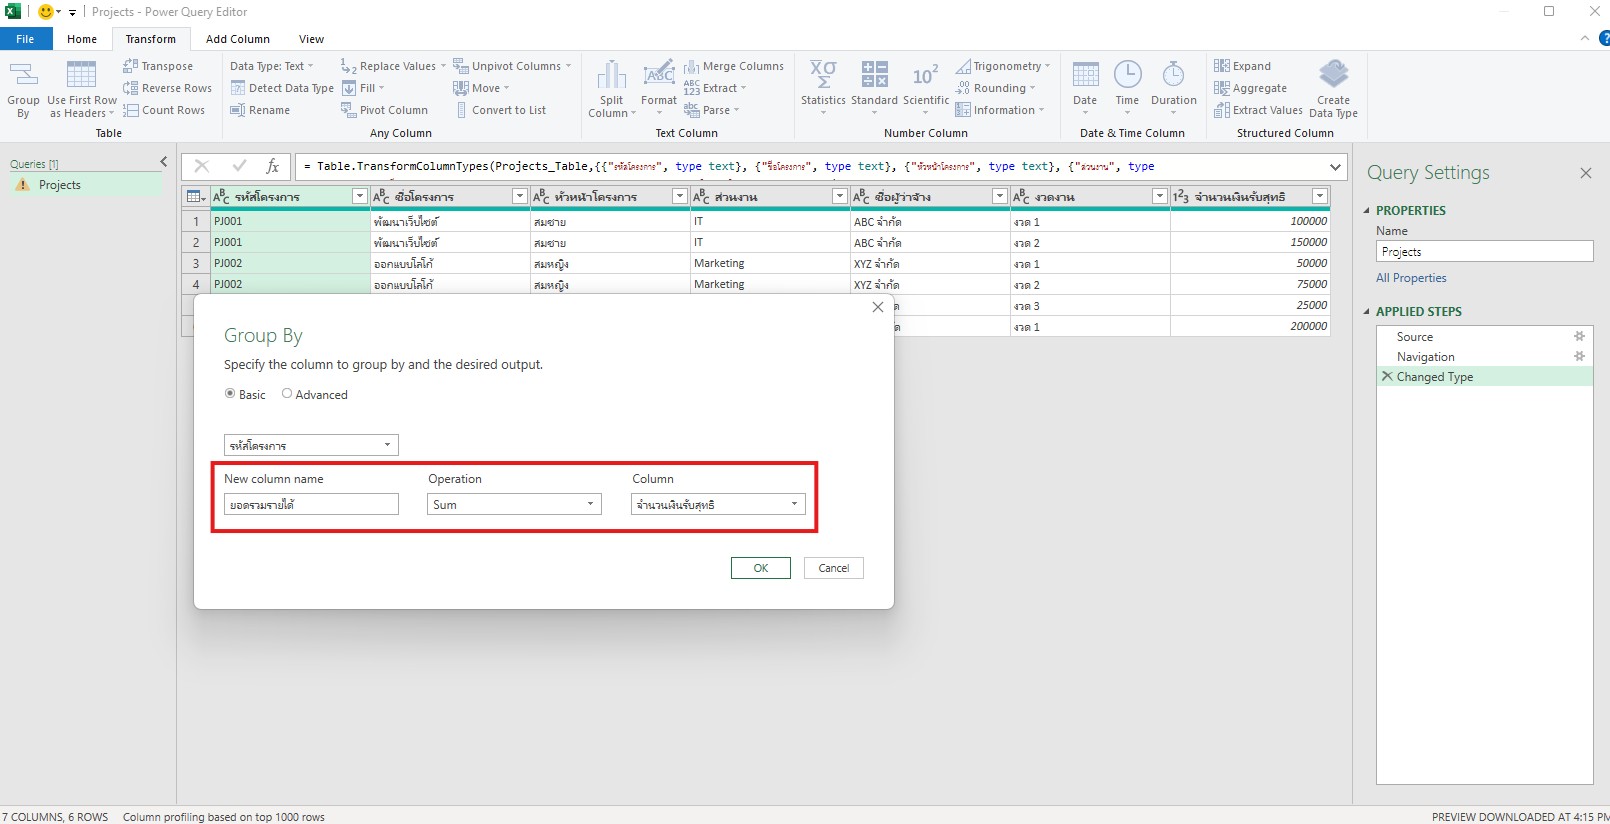 Projects - Power Query Editor
File Home Transform Add Column View
Group By
Use First Row as Headers
Transpose
Reverse Rows
Count Rows
Table
Data Type: Text
Detect Data Type
Rename
Replace Values
Fill
Pivot Column
Unpivot Columns
Move
Convert to List
Any Column
Split Column
Format
Merge Columns
Extract
Parse
Text Column
Statistics
Standard
Scientific
Trigonometry
Rounding
Information
Number Column
Date
Time
Duration
Date & Time Column
Expand
Aggregate
Extract Values
Create Data Type
Structured Column
Queries [1]
Projects
fx = Table.TransformColumnTypes(Projects_Table,{{"รหัสโครงการ", type text}, {"ชื่อโครงการ", type text}, {"หัวหน้าโครงการ", type text}, {"ส่วนงาน", type
รหัสโครงการ ชื่อโครงการ หัวหน้าโครงการ ส่วนงาน ชื่อผู้ว่าจ้าง งวดงาน จำนวนเงินรับสุทธิ
1 PJ001 พัฒนาเว็บไซต์ สมชาย IT ABC จำกัด งวด 1 100000
2 PJ001 พัฒนาเว็บไซต์ สมชาย IT ABC จำกัด งวด 2 150000
3 PJ002 ออกแบบโลโก้ สมหญิง Marketing XYZ จำกัด งวด 1 50000
4 PJ002 ออกแบบโลโก้ สมหญิง Marketing XYZ จำกัด งวด 2 75000
งวด 3 25000
งวด 1 200000
Group By
Specify the column to group by and the desired output.
Basic Advanced
รหัสโครงการ
New column name Operation Column
ยอดรวมรายได้ Sum จำนวนเงินรับสุทธิ
OK Cancel
Query Settings
PROPERTIES
Name
Projects
All Properties
APPLIED STEPS
Source
Navigation
Changed Type
7 COLUMNS, 6 ROWS Column profiling based on top 1000 rows
PREVIEW DOWNLOADED AT 4:15 PM